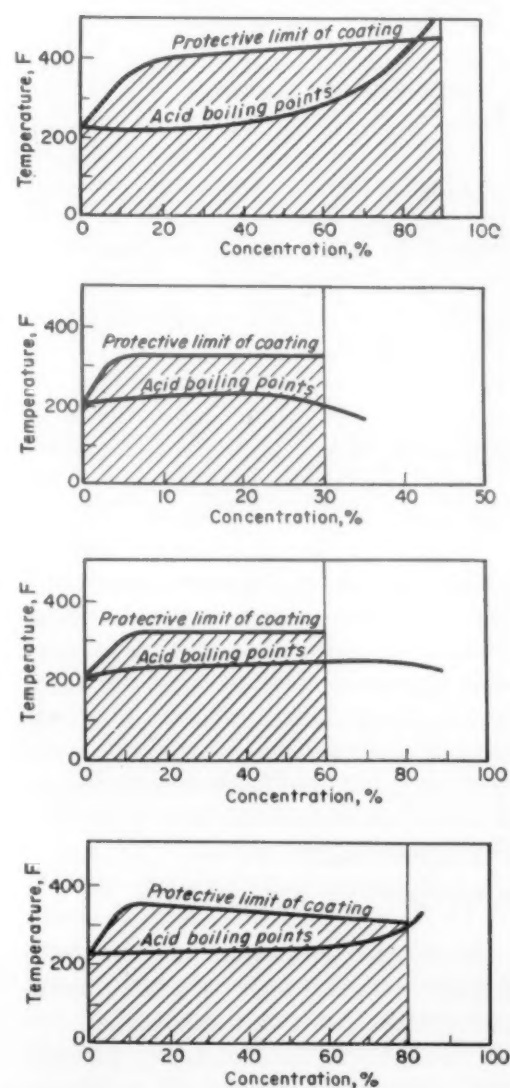 Temperature, F
400
200
0
Protective limit of coating
Acid boiling points
0 20 40 60 80 100
Concentration, %
Temperature, F
400
200
0
Protective limit of coating
Acid boiling points
0 10 20 30 40 50
Concentration, %
Temperature, F
400
200
0
Protective limit of coating
Acid boiling points
0 20 40 60 80 100
Concentration, %
Temperature, F
400
200
0
Protective limit of coating
Acid boiling points
0 20 40 60 80 100
Concentration, %